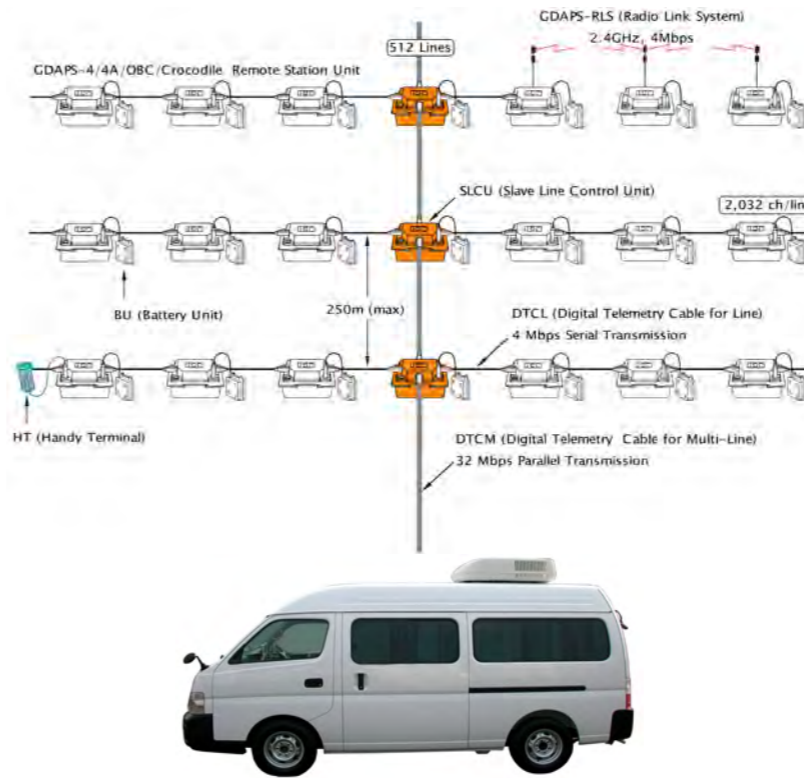 GDAPS-RLS (Radio Link System)
2.4GHz, 4Mbps
512 Lines
GDAPS-4/4A/OBC/Crocodile Remote Station Unit
SLCU (Slave Line Control Unit)
2,032 ch/lin
BU (Battery Unit)
250m (max)
DTCL (Digital Telemetry Cable for Line)
4 Mbps Serial Transmission
HT (Handy Terminal)
DTCM (Digital Telemetry Cable for Multi-Line)
32 Mbps Parallel Transmission